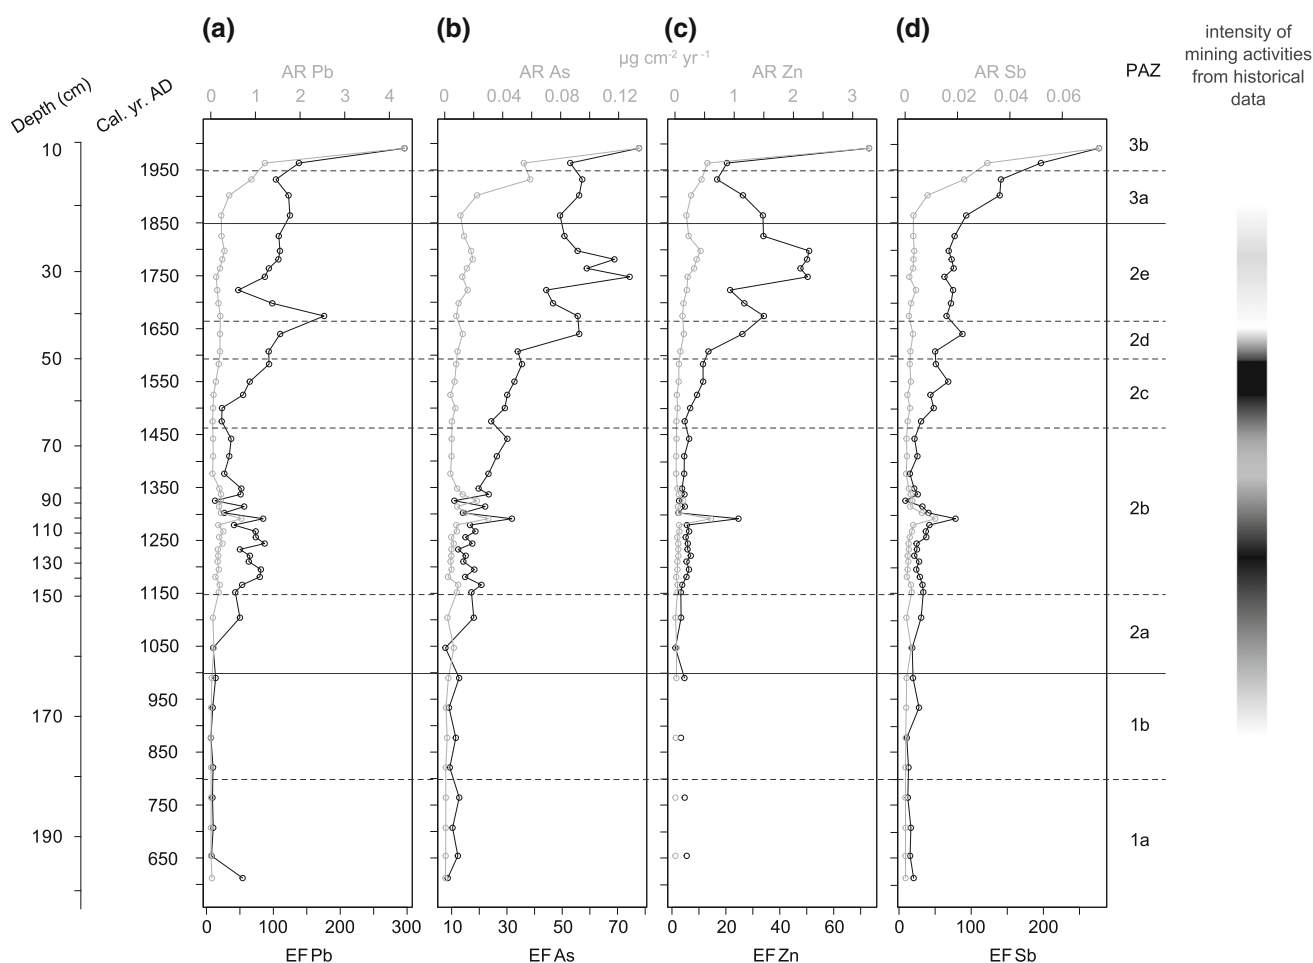 (a) (b) (c) (d)
intensity of
mining activities
from historical
data
µg cm-2 yr-1
AR Pb AR As AR Zn AR Sb PAZ
Depth (cm) Cal. yr. AD
0 1 2 3 4 0 0.04 0.08 0.12 0 1 2 3 0 0.02 0.04 0.06
10 3b
1950
3a
1850
30 1750 2e
1650
2d
50
1550
2c
1450
70
1350
90
2b
110
1250
130
1150
150
2a
1050
950
170
1b
850
750
190 1a
650
0 100 200 300 10 30 50 70 0 20 40 60 0 100 200
EF Pb EF As EF Zn EF Sb